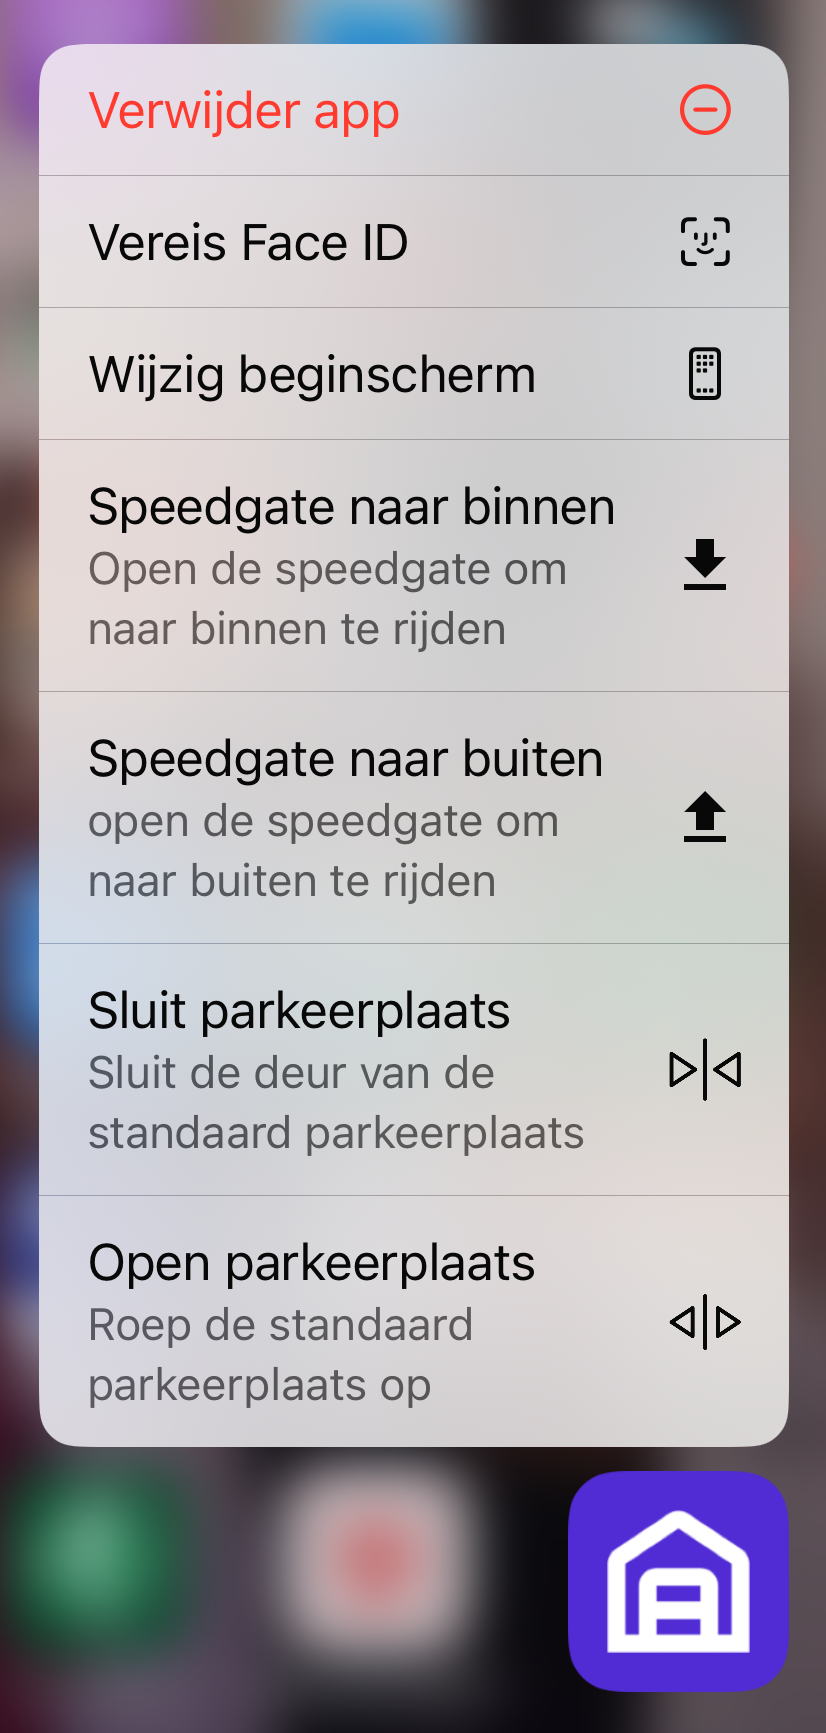 Verwijder app
Vereis Face ID
Wijzig beginscherm
Speedgate naar binnen
Open de speedgate om
naar binnen te rijden
Speedgate naar buiten
open de speedgate om
naar buiten te rijden
Sluit parkeerplaats
Sluit de deur van de
standaard parkeerplaats
Open parkeerplaats
Roep de standaard
parkeerplaats op